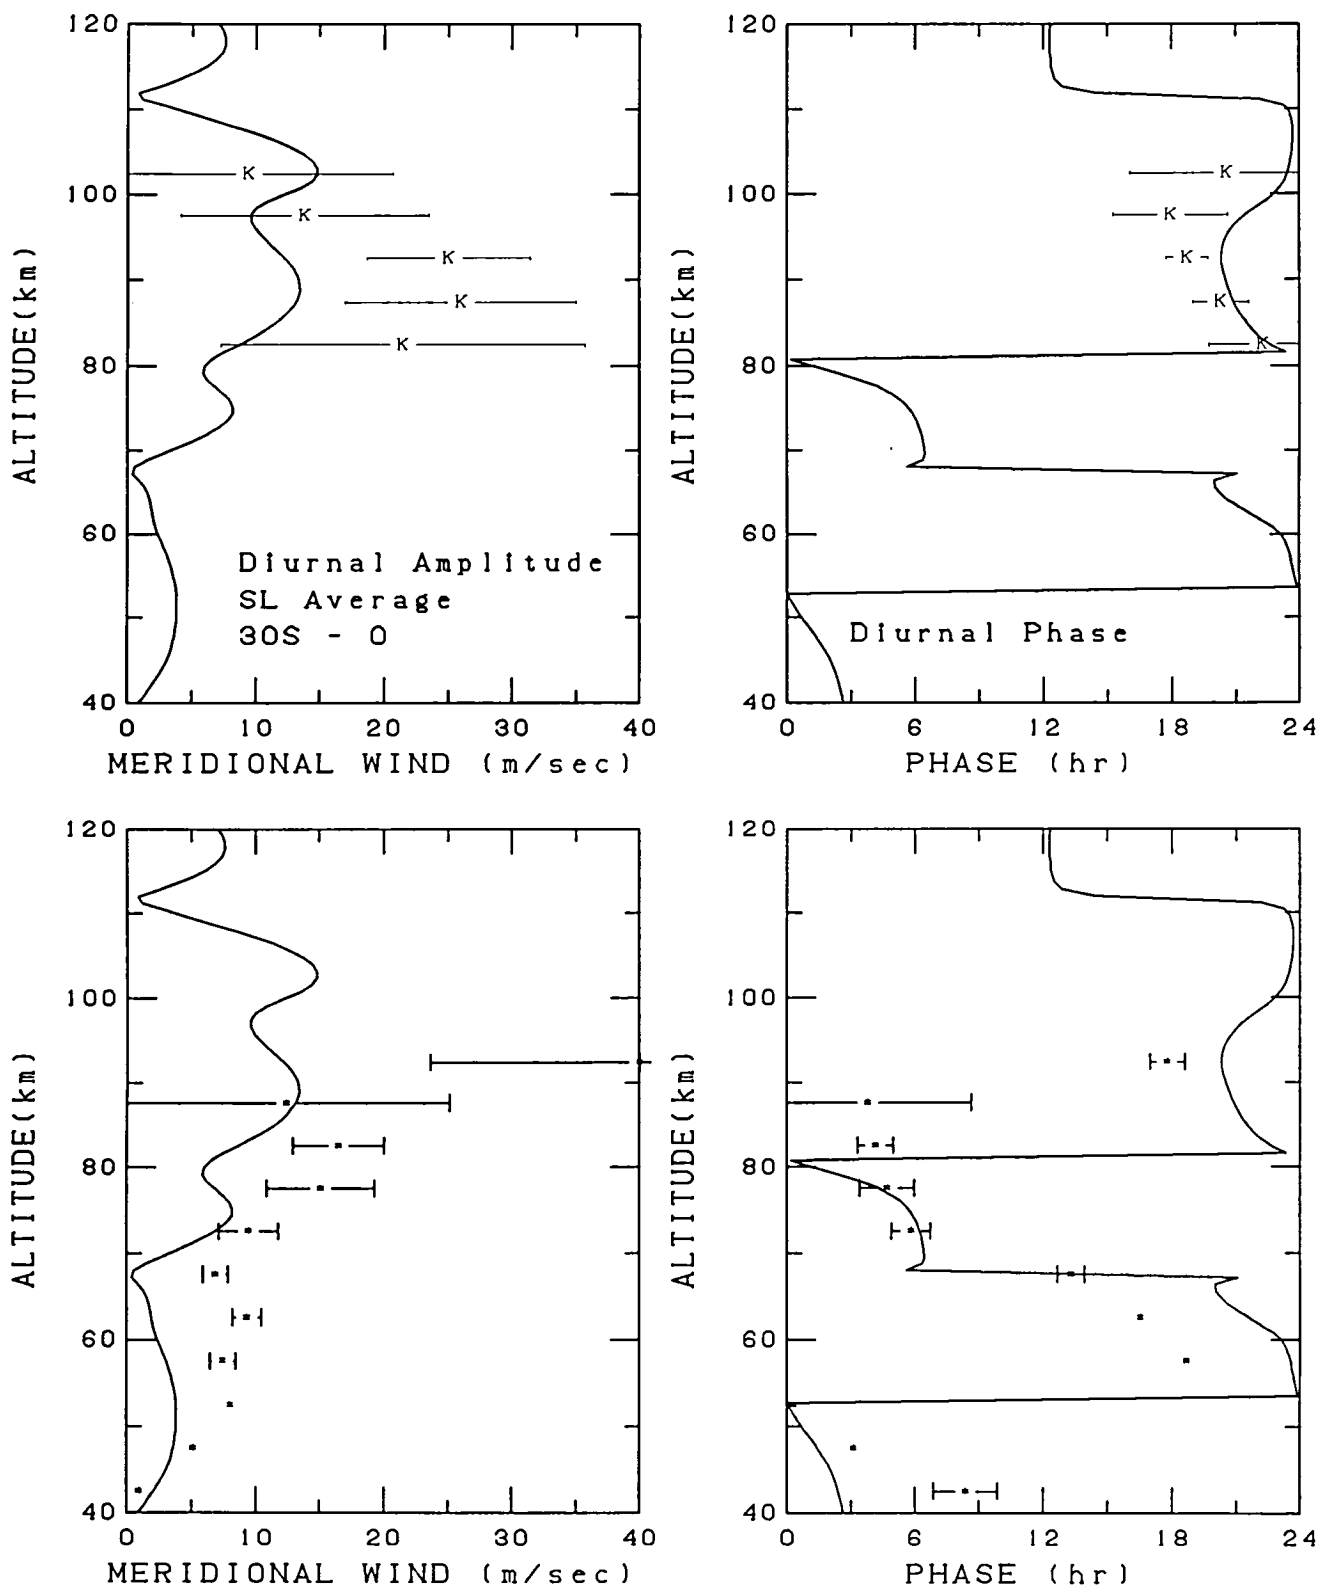 120
100
80
60
40
ALTITUDE(km)
K
K
K
K
K
Diurnal Amplitude
SL Average
30S - 0
0 10 20 30 40
MERIDIONAL WIND (m/sec)
120
100
80
60
40
ALTITUDE(km)
K
K
K
K
K
Diurnal Phase
0 6 12 18 24
PHASE (hr)
120
100
80
60
40
ALTITUDE(km)
0 10 20 30 40
MERIDIONAL WIND (m/sec)
120
100
80
60
40
ALTITUDE(km)
0 6 12 18 24
PHASE (hr)